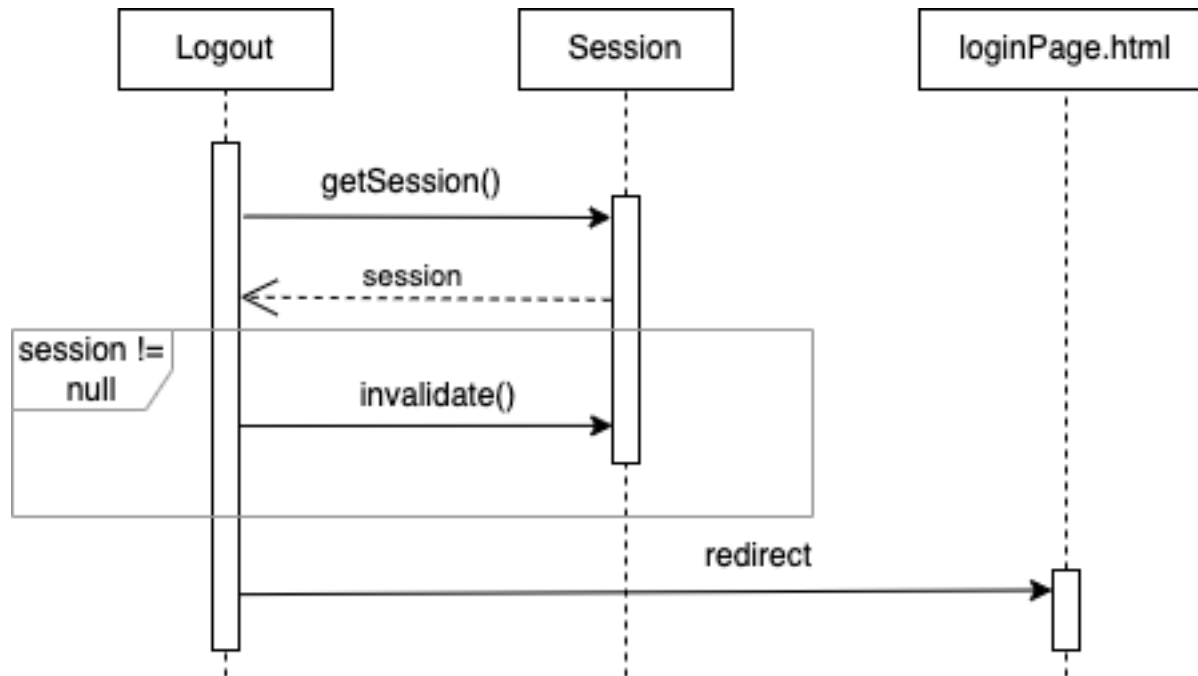 Logout
Session
loginPage.html
getSession()
session
session !=
null
invalidate()
redirect